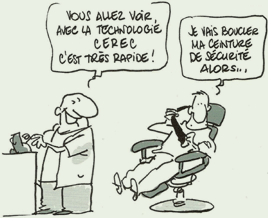 VOUS ALLEZ VOIR,
AVEC LA TECHNOLOGIE
CEREC
C'EST TRÈS RAPIDE !
JE VAIS BOUCLER
MA CEINTURE
DE SÉCURITÉ
ALORS...